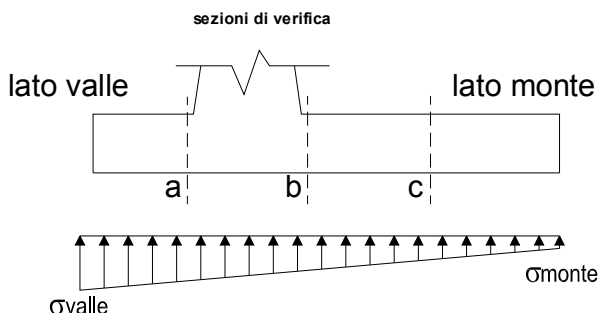 sezioni di verifica
lato valle
lato monte
a
b
c
σmonte
σvalle